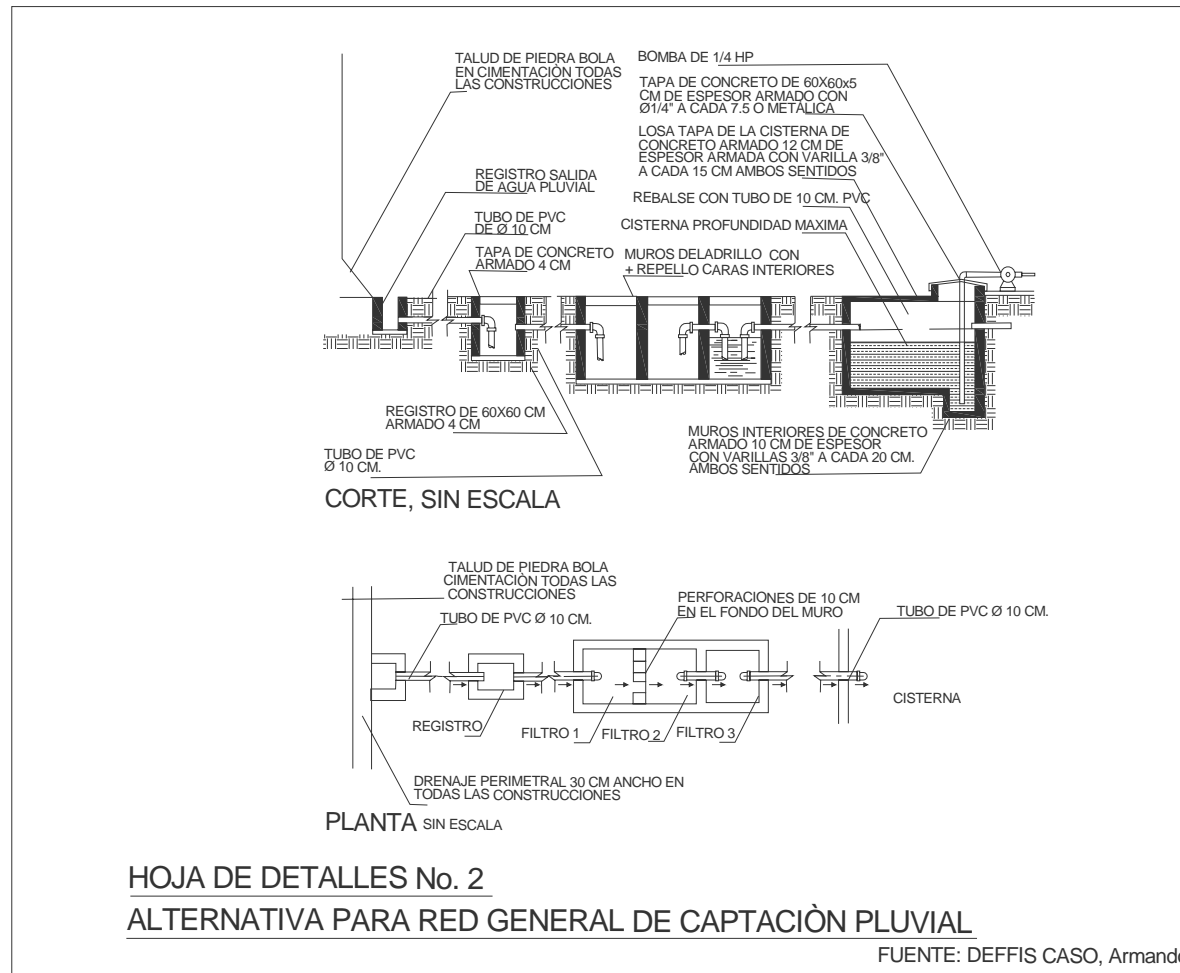 TALUD DE PIEDRA BOLA
EN CIMENTACIÒN TODAS
LAS CONSTRUCCIONES
BOMBA DE 1/4 HP
TAPA DE CONCRETO DE 60X60x5
CM DE ESPESOR ARMADO CON
Ø1/4" A CADA 7.5 O METÁLICA
LOSA TAPA DE LA CISTERNA DE
CONCRETO ARMADO 12 CM DE
ESPESOR ARMADA CON VARILLA 3/8"
A CADA 15 CM AMBOS SENTIDOS
REGISTRO SALIDA
DE AGUA PLUVIAL
REBALSE CON TUBO DE 10 CM. PVC
TUBO DE PVC
DE Ø 10 CM
CISTERNA PROFUNDIDAD MAXIMA
TAPA DE CONCRETO
ARMADO 4 CM
MUROS DELADRILLO CON
+ REPELLO CARAS INTERIORES
REGISTRO DE 60X60 CM
ARMADO 4 CM
TUBO DE PVC
Ø 10 CM.
MUROS INTERIORES DE CONCRETO
ARMADO 10 CM DE ESPESOR
CON VARILLAS 3/8" A CADA 20 CM.
AMBOS SENTIDOS
CORTE, SIN ESCALA
TALUD DE PIEDRA BOLA
CIMENTACIÒN TODAS LAS
CONSTRUCCIONES
TUBO DE PVC Ø 10 CM.
PERFORACIONES DE 10 CM
EN EL FONDO DEL MURO
TUBO DE PVC Ø 10 CM.
CISTERNA
REGISTRO
FILTRO 1
FILTRO 2
FILTRO 3
DRENAJE PERIMETRAL 30 CM ANCHO EN
TODAS LAS CONSTRUCCIONES
PLANTA SIN ESCALA
HOJA DE DETALLES No. 2
ALTERNATIVA PARA RED GENERAL DE CAPTACIÒN PLUVIAL
FUENTE: DEFFIS CASO, Armando